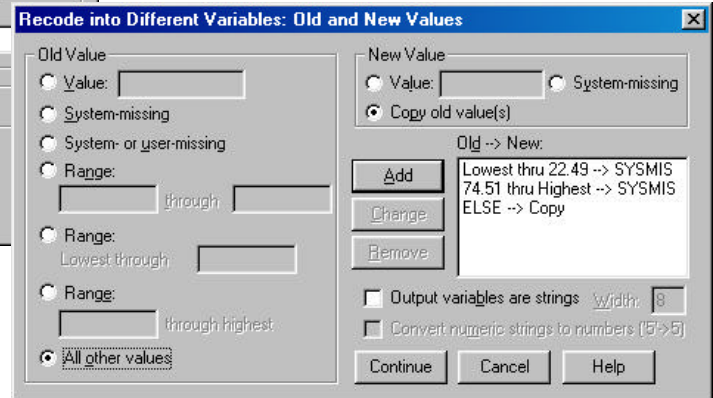 Recode into Different Variables: Old and New Values
Old Value
Value:
System-missing
System- or user-missing
Range:
through
Range:
Lowest through
Range:
through highest
All other values
New Value
Value:
System-missing
Copy old value(s)
Old --> New:
Add
Change
Remove
Lowest thru 22.49 --> SYSMIS
74.51 thru Highest --> SYSMIS
ELSE --> Copy
Output variables are strings
Width: 8
Convert numeric strings to numbers ('5'->5)
Continue
Cancel
Help